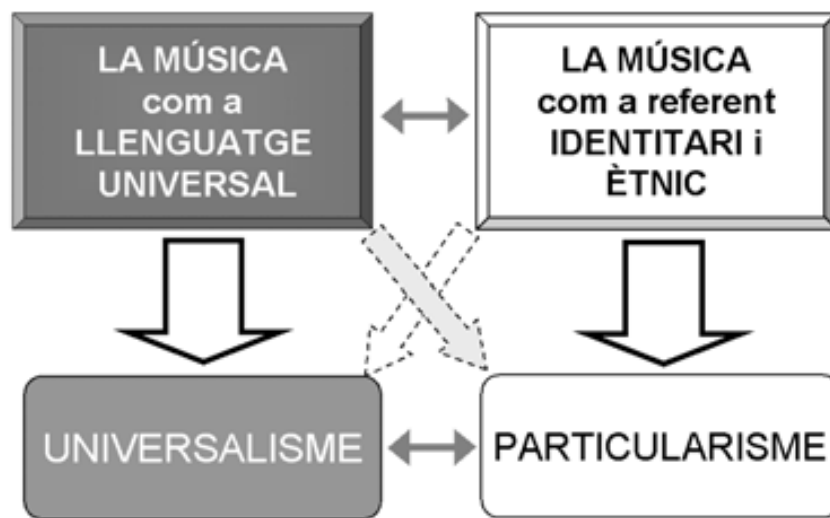 LA MÚSICA
com a
LLENGUATGE
UNIVERSAL
LA MÚSICA
com a referent
IDENTITARI i
ÈTNIC
UNIVERSALISME
PARTICULARISME